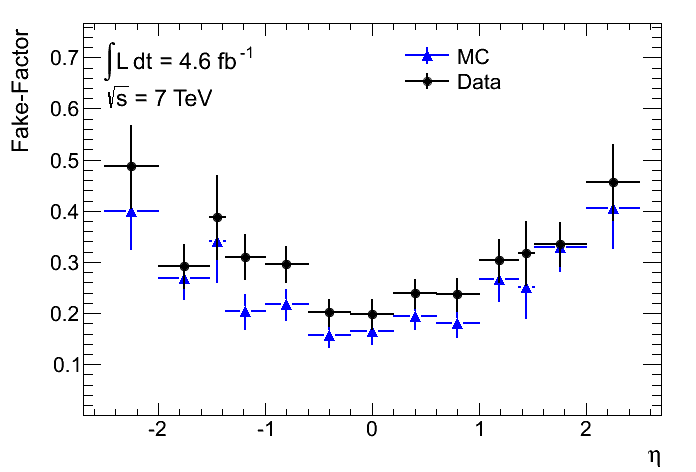 Fake-Factor
∫L dt = 4.6 fb⁻¹
√s = 7 TeV
MC
Data
0.7
0.6
0.5
0.4
0.3
0.2
0.1
-2 -1 0 1 2
η